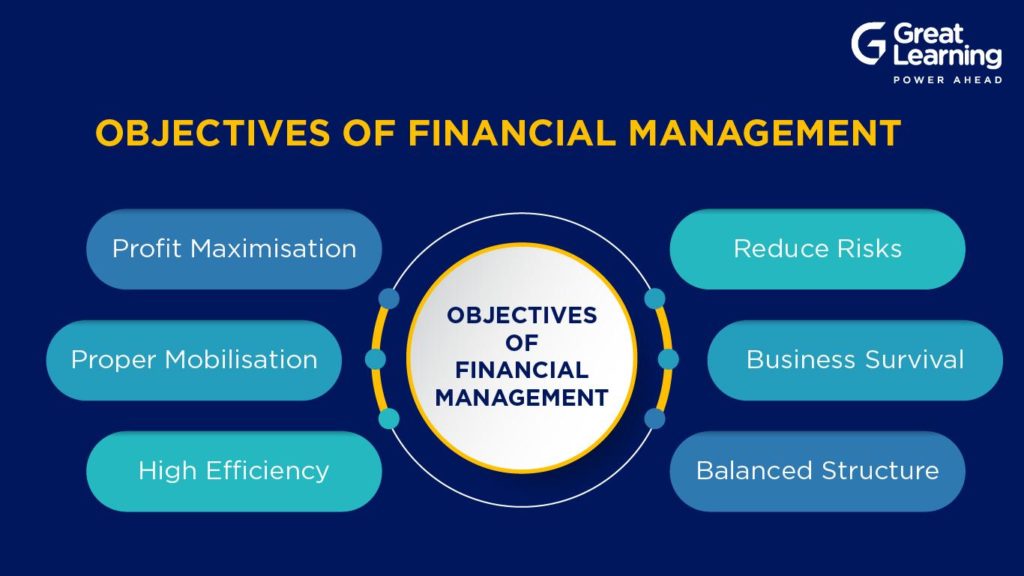 Great
Learning
POWER AHEAD
OBJECTIVES OF FINANCIAL MANAGEMENT
Profit Maximisation
Proper Mobilisation
High Efficiency
OBJECTIVES
OF
FINANCIAL
MANAGEMENT
Reduce Risks
Business Survival
Balanced Structure